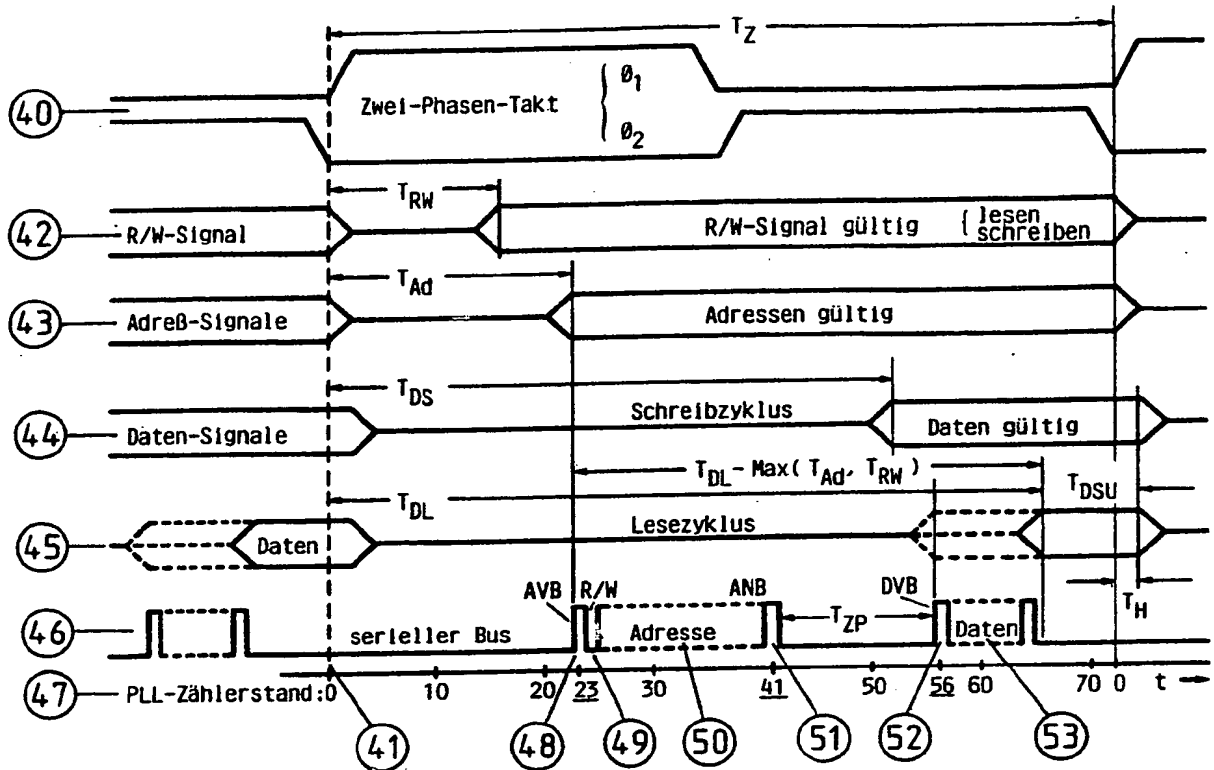 T_Z
40
Zwei-Phasen-Takt { Ø₁
Ø₂
T_RW
42
R/W-Signal
R/W-Signal gültig { lesen
schreiben
T_Ad
43
Adreß-Signale
Adressen gültig
T_DS
44
Daten-Signale
Schreibzyklus
Daten gültig
T_DL - Max( T_Ad, T_RW )
T_DL
T_DSU
45
Daten
Lesezyklus
AVB R/W
ANB
DVB
T_H
46
serieller Bus
Adresse
T_ZP
Daten
47
PLL-Zählerstand: 0 10 20 23 30 41 50 56 60 70 0 t
41 48 49 50 51 52 53